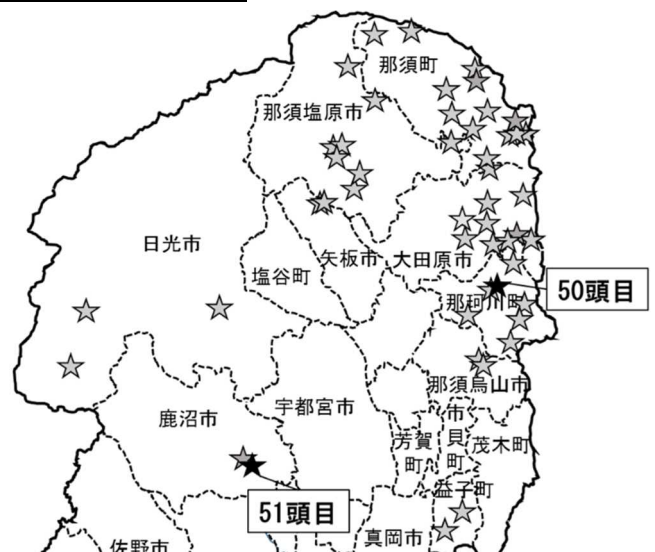 那須町
那須塩原市
日光市
矢板市
大田原市
塩谷町
50頭目
那珂川町
那須烏山市
宇都宮市
鹿沼市
市貝町
芳賀町
茂木町
益子町
51頭目
真岡市
佐野市